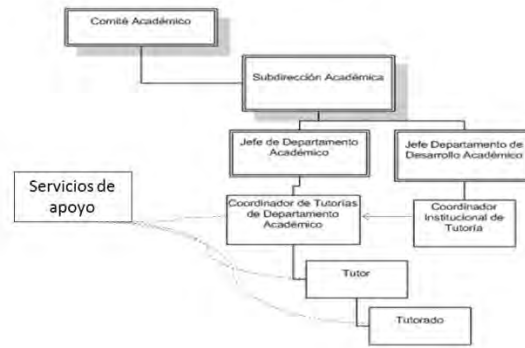 Comité Académico
Subdirección Académica
Jefe de Departamento
Académico
Jefe Departamento de
Desarrollo Académico
Servicios de
apoyo
Coordinador de Tutorías
de Departamento
Académico
Coordinador
Institucional de
Tutoría
Tutor
Tutorado